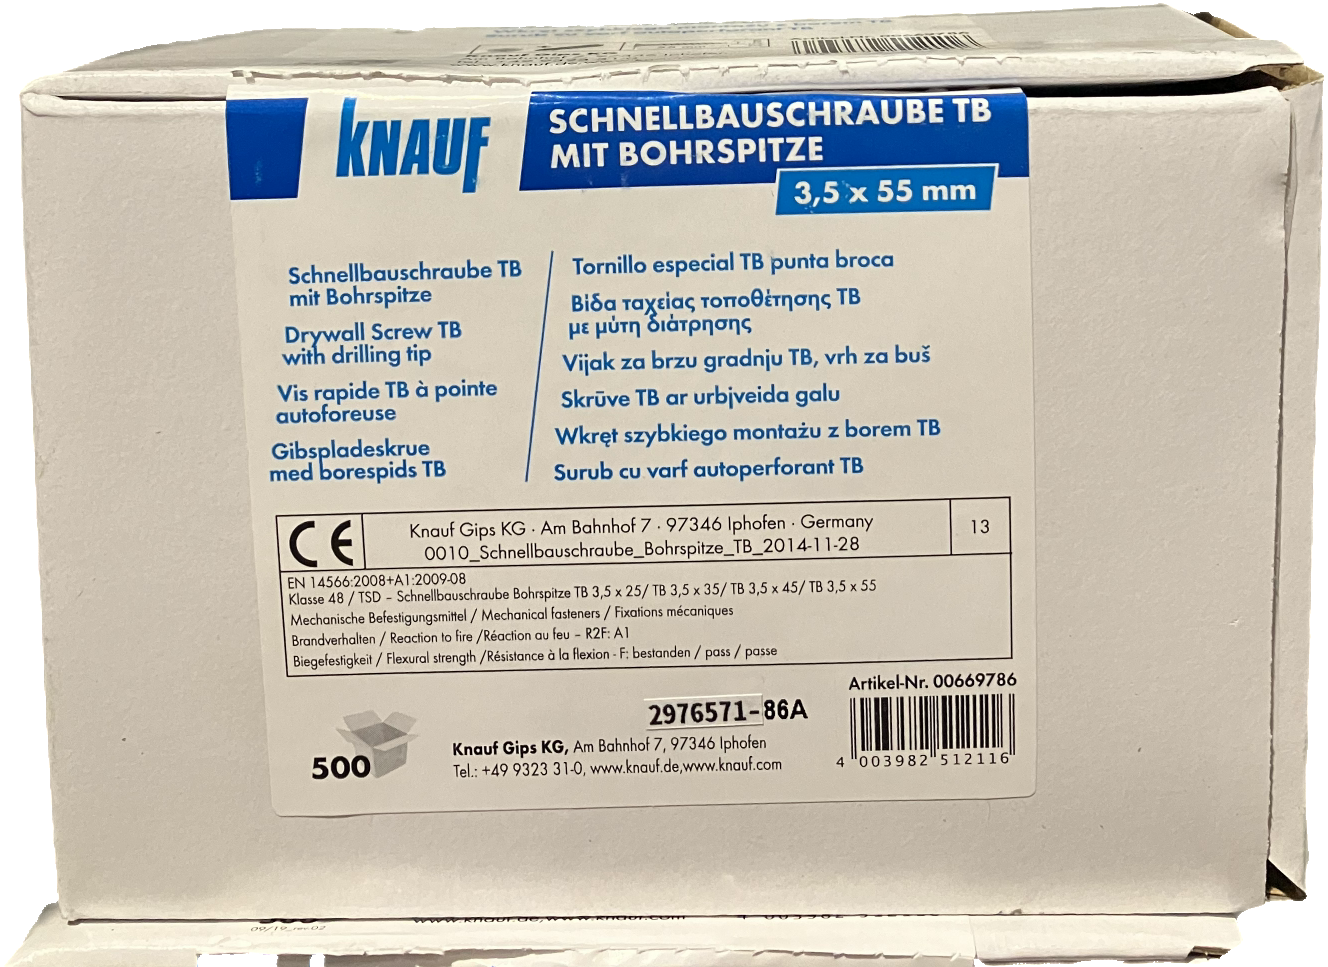 KNAUF
SCHNELLBAUSCHRAUBE TB
MIT BOHRSPITZE
3,5 x 55 mm
Schnellbauschraube TB
mit Bohrspitze
Drywall Screw TB
with drilling tip
Vis rapide TB à pointe
autoforeuse
Gibspladeskrue
med borespids TB
Tornillo especial TB punta broca
Βίδα ταχείας τοποθέτησης TB
με μύτη διάτρησης
Vijak za brzu gradnju TB, vrh za buš
Skrūve TB ar urbjveida galu
Wkręt szybkiego montażu z borem TB
Surub cu varf autoperforant TB
CE
Knauf Gips KG · Am Bahnhof 7 · 97346 Iphofen · Germany
0010_Schnellbauschraube_Bohrspitze_TB_2014-11-28
13
EN 14566:2008+A1:2009-08
Klasse 48 / TSD – Schnellbauschraube Bohrspitze TB 3,5 x 25/ TB 3,5 x 35/ TB 3,5 x 45/ TB 3,5 x 55
Mechanische Befestigungsmittel / Mechanical fasteners / Fixations mécaniques
Brandverhalten / Reaction to fire /Réaction au feu – R2F: A1
Biegefestigkeit / Flexural strength /Résistance à la flexion - F: bestanden / pass / passe
Artikel-Nr. 00669786
2976571-86A
500
Knauf Gips KG, Am Bahnhof 7, 97346 Iphofen
Tel.: +49 9323 31-0, www.knauf.de,www.knauf.com
4 003982 512116
www.knauf.de,www.knauf.com
09/19_rev02